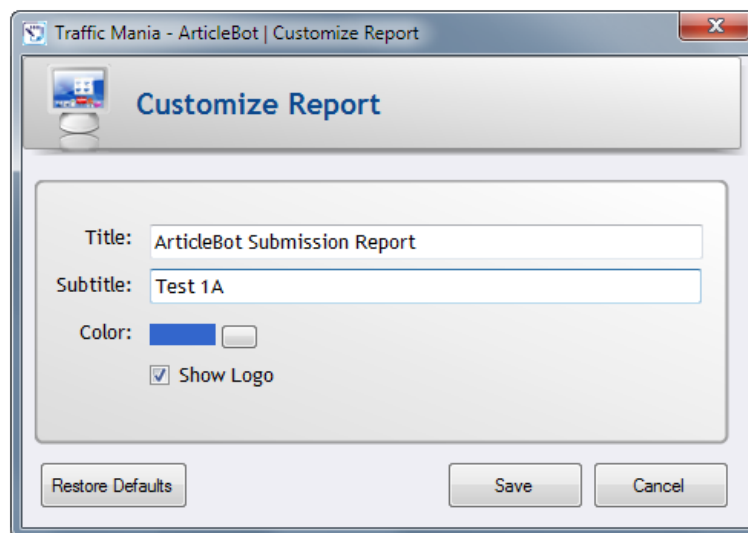 Traffic Mania - ArticleBot | Customize Report
Customize Report
Title: ArticleBot Submission Report
Subtitle: Test 1A
Color:
Show Logo
Restore Defaults Save Cancel